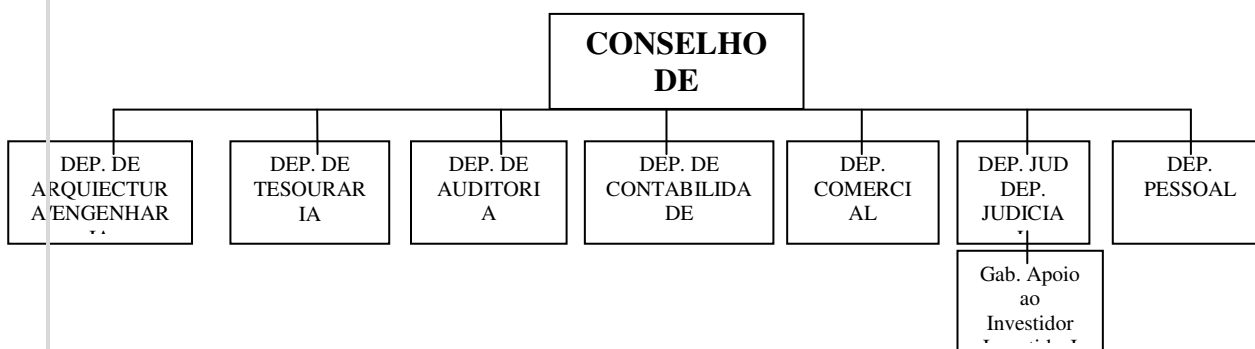 CONSELHO
DE
DEP. DE
ARQUIECTUR
A/ENGENHAR
IA
DEP. DE
TESOURAR
IA
DEP. DE
AUDITORI
A
DEP. DE
CONTABILIDA
DE
DEP.
COMERCI
AL
DEP. JUD
DEP.
JUDICIA
L
DEP.
PESSOAL
Gab. Apoio
ao
Investidor